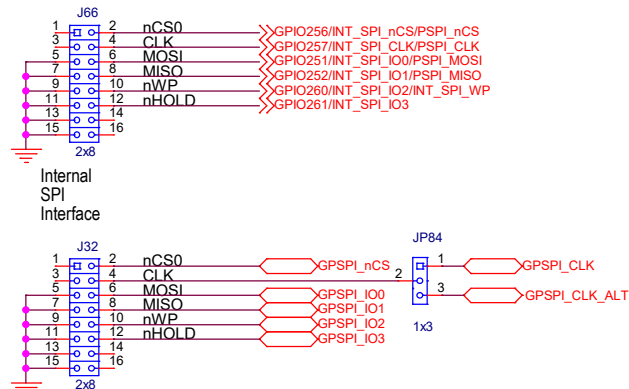 J66
1 2 nCS0 GPIO256/INT_SPI_nCS/PSPI_nCS
3 4 CLK GPIO257/INT_SPI_CLK/PSPI_CLK
5 6 MOSI GPIO251/INT_SPI_IO0/PSPI_MOSI
7 8 MISO GPIO252/INT_SPI_IO1/PSPI_MISO
9 10 nWP GPIO260/INT_SPI_IO2/INT_SPI_WP
11 12 nHOLD GPIO261/INT_SPI_IO3
13 14
15 16
2x8
Internal
SPI
Interface
J32 JP84
1 2 nCS0 GPSPI_nCS 1 GPSPI_CLK
3 4 CLK 2
5 6 MOSI GPSPI_IO0 3 GPSPI_CLK_ALT
7 8 MISO GPSPI_IO1
9 10 nWP GPSPI_IO2 1x3
11 12 nHOLD GPSPI_IO3
13 14
15 16
2x8